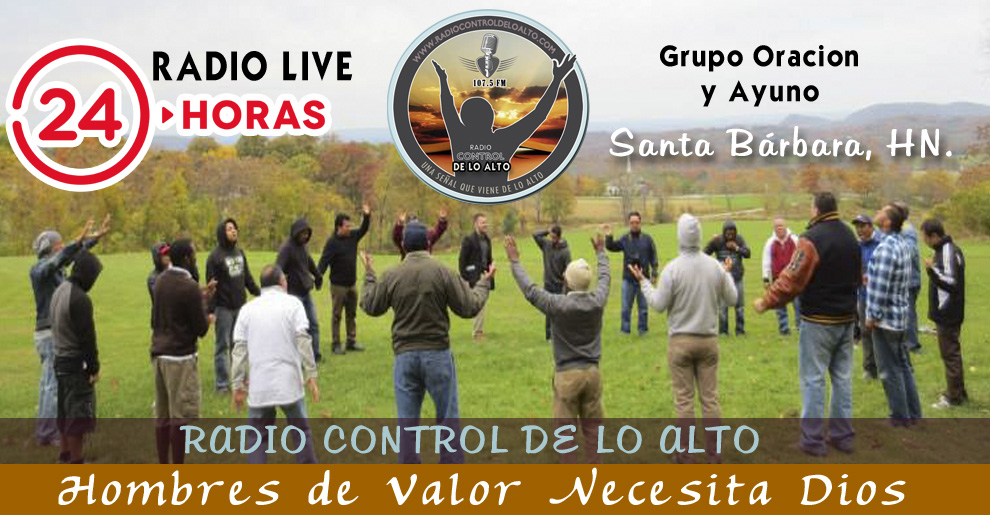 24
RADIO LIVE
HORAS
WWW.RADIOCONTROLDELOALTO.COM
107.5 FM
RADIO
CONTROL
DE LO ALTO
UNA SEÑAL QUE VIENE DE LO ALTO
Grupo Oracion
y Ayuno
Santa Bárbara, HN.
RADIO CONTROL DE LO ALTO
Hombres de Valor Necesita Dios